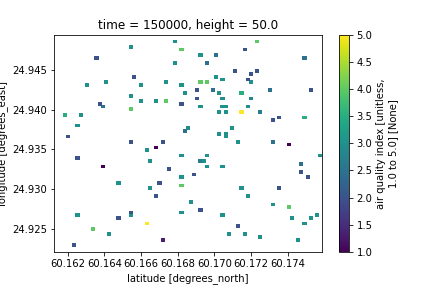 time = 150000, height = 50.0
24.945
24.940
24.935
24.930
24.925
60.162 60.164 60.166 60.168 60.170 60.172 60.174
latitude [degrees_north]
longitude [degrees_east]
5.0
4.5
4.0
3.5
3.0
2.5
2.0
1.5
1.0
air quality index [unitless,
1.0 to 5.0] [None]